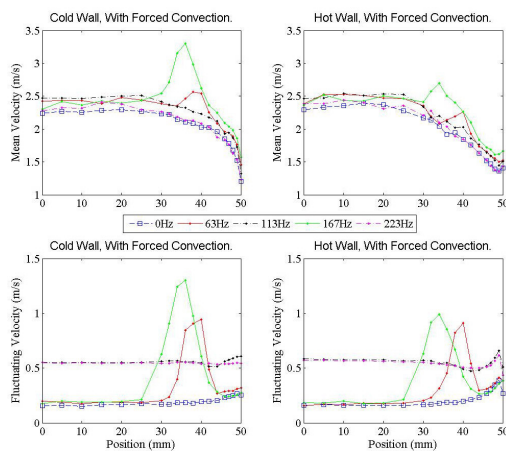 Cold Wall, With Forced Convection.
Hot Wall, With Forced Convection.
Mean Velocity (m/s)
3.5
3
2.5
2
1.5
1
0 10 20 30 40 50
Mean Velocity (m/s)
3.5
3
2.5
2
1.5
1
0 10 20 30 40 50
0Hz 63Hz 113Hz 167Hz 223Hz
Cold Wall, With Forced Convection.
Hot Wall, With Forced Convection.
Fluctuating Velocity (m/s)
1.5
1
0.5
0
0 10 20 30 40 50
Position (mm)
Fluctuating Velocity (m/s)
1.5
1
0.5
0
0 10 20 30 40 50
Position (mm)